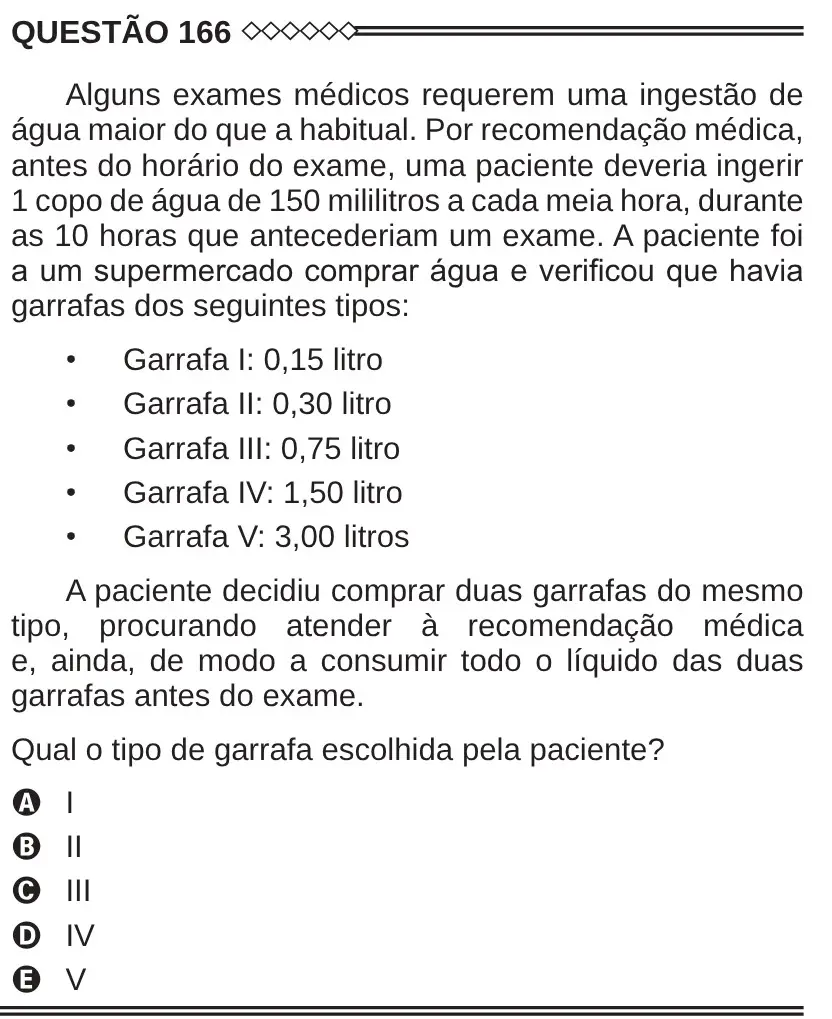 QUESTÃO 166
Alguns exames médicos requerem uma ingestão de
água maior do que a habitual. Por recomendação médica,
antes do horário do exame, uma paciente deveria ingerir
1 copo de água de 150 mililitros a cada meia hora, durante
as 10 horas que antecederiam um exame. A paciente foi
a um supermercado comprar água e verificou que havia
garrafas dos seguintes tipos:
• Garrafa I: 0,15 litro
• Garrafa II: 0,30 litro
• Garrafa III: 0,75 litro
• Garrafa IV: 1,50 litro
• Garrafa V: 3,00 litros
A paciente decidiu comprar duas garrafas do mesmo
tipo, procurando atender à recomendação médica
e, ainda, de modo a consumir todo o líquido das duas
garrafas antes do exame.
Qual o tipo de garrafa escolhida pela paciente?
A I
B II
C III
D IV
E V